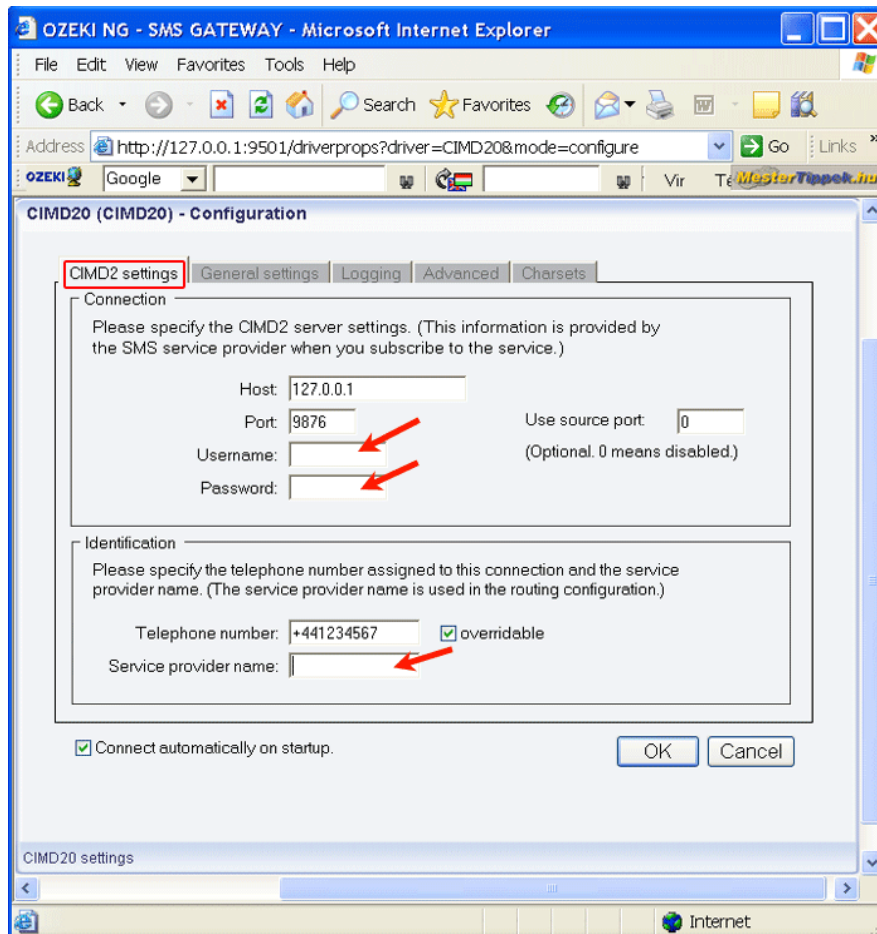 OZEKI NG - SMS GATEWAY - Microsoft Internet Explorer
File Edit View Favorites Tools Help
Back Search Favorites
Address http://127.0.0.1:9501/driverprops?driver=CIMD20&mode=configure Go Links »
OZEKI Google Vir Té MesterTippek.hu
CIMD20 (CIMD20) - Configuration
CIMD2 settings General settings Logging Advanced Charsets
Connection
Please specify the CIMD2 server settings. (This information is provided by
the SMS service provider when you subscribe to the service.)
Host: 127.0.0.1
Port: 9876 Use source port: 0
Username: (Optional. 0 means disabled.)
Password:
Identification
Please specify the telephone number assigned to this connection and the service
provider name. (The service provider name is used in the routing configuration.)
Telephone number: +441234567 overridable
Service provider name:
Connect automatically on startup. OK Cancel
CIMD20 settings
Internet